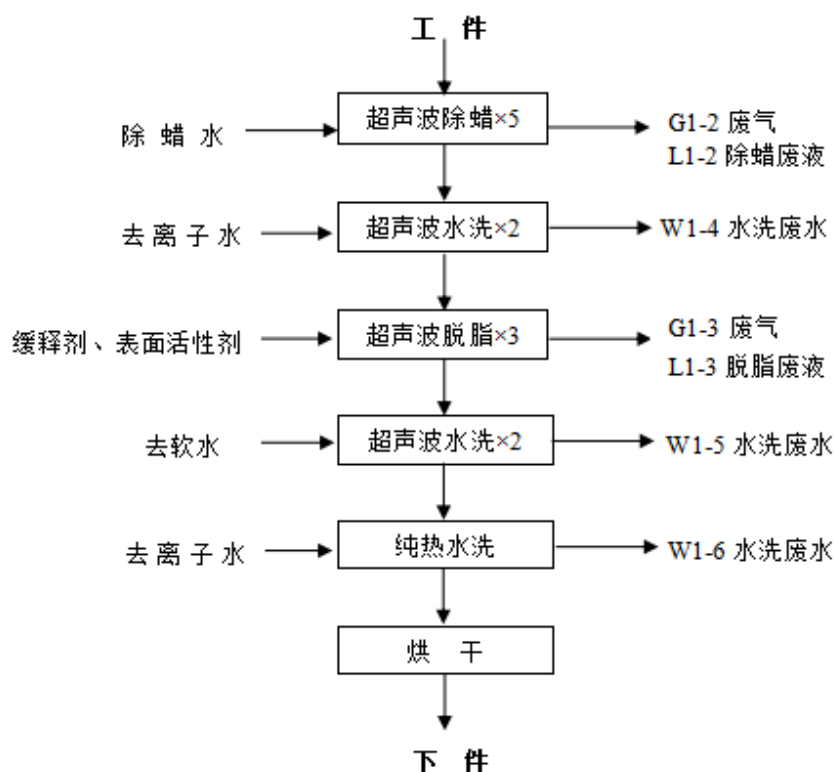 工 件
除 蜡 水
超声波除蜡×5
G1-2 废气
L1-2 除蜡废液
去 离 子 水
超声波水洗×2
W1-4 水洗废水
缓释剂、表面活性剂
超声波脱脂×3
G1-3 废气
L1-3 脱脂废液
去软水
超声波水洗×2
W1-5 水洗废水
去 离 子 水
纯热水洗
W1-6 水洗废水
烘 干
下 件